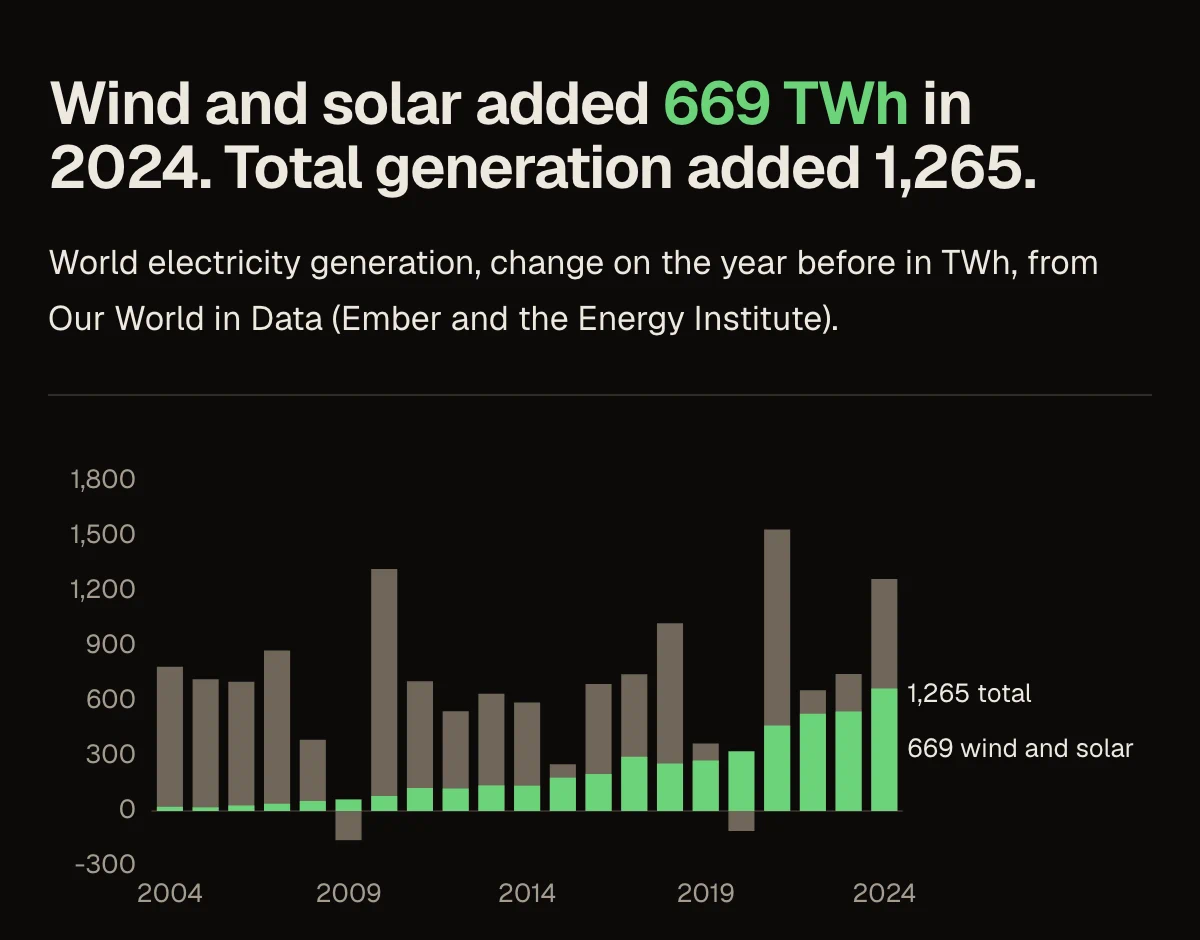 Wind and solar added 669 TWh in
2024. Total generation added 1,265.
World electricity generation, change on the year before in TWh, from
Our World in Data (Ember and the Energy Institute).
1,800
1,500
1,200
900
600
300
0
-300
1,265 total
669 wind and solar
2004 2009 2014 2019 2024